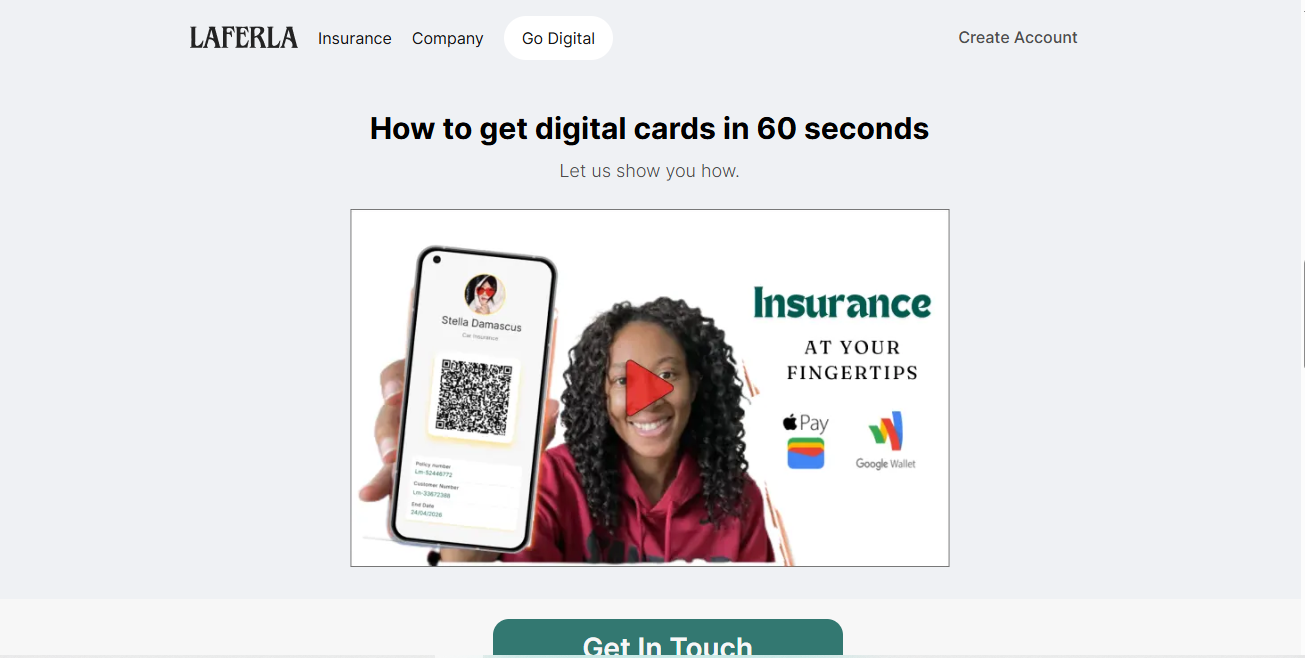 LAFERLA
Insurance
Company
Go Digital
Create Account
How to get digital cards in 60 seconds
Let us show you how.
Stella Damascus
Car Insurance
Policy number
Lm-52446772
Customer Number
Lm-33672388
End Date
24/04/2026
Insurance
AT YOUR
FINGERTIPS
Pay
Google Wallet
Get In Touch